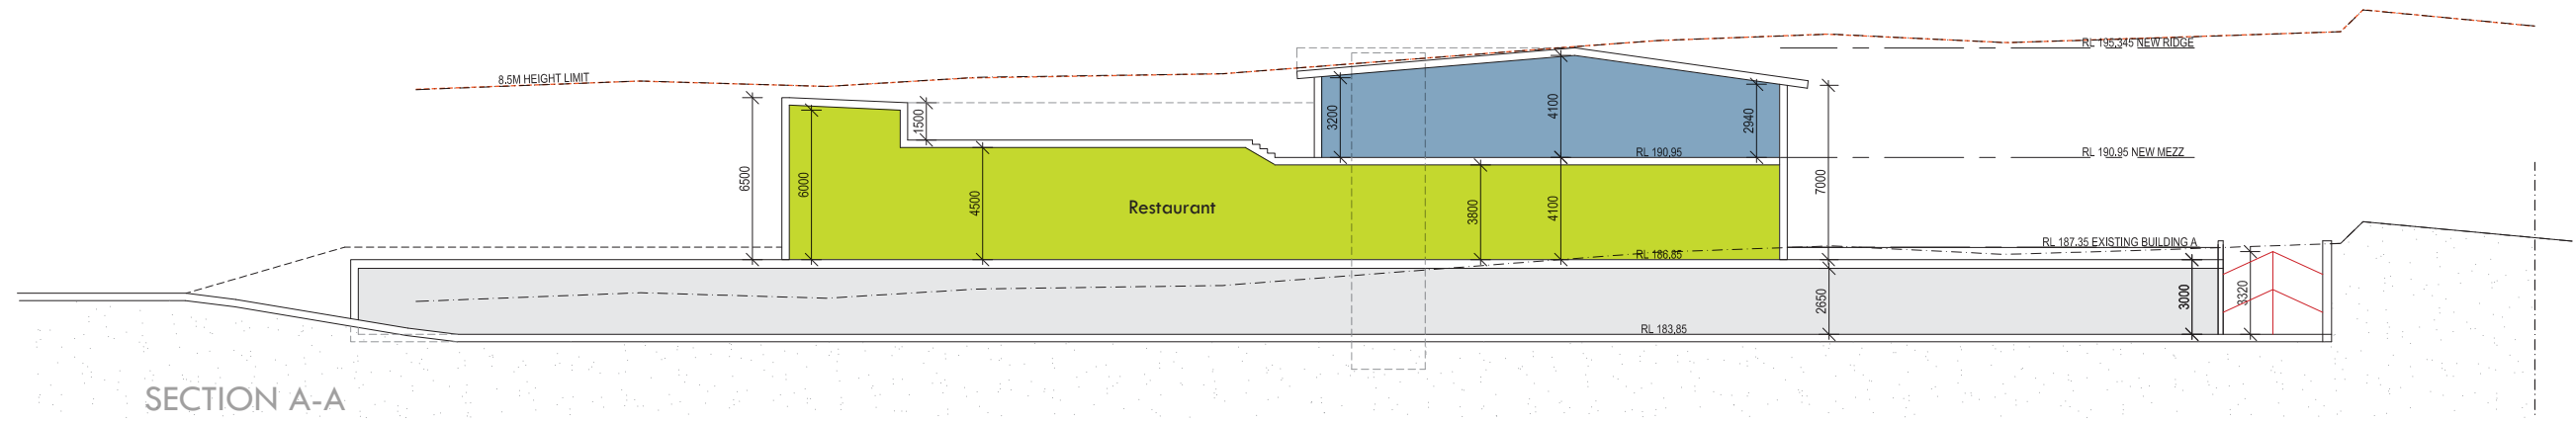 RL 195.345 NEW RIDGE
8.5M HEIGHT LIMIT
1500
3200
4100
2940
RL 190.95
RL 190.95 NEW MEZZ
6500
6000
4500
Restaurant
3800
4100
7000
RL 187.35 EXISTING BUILDING A
RL 186.85
2650
3000
3320
RL 183.85
SECTION A-A